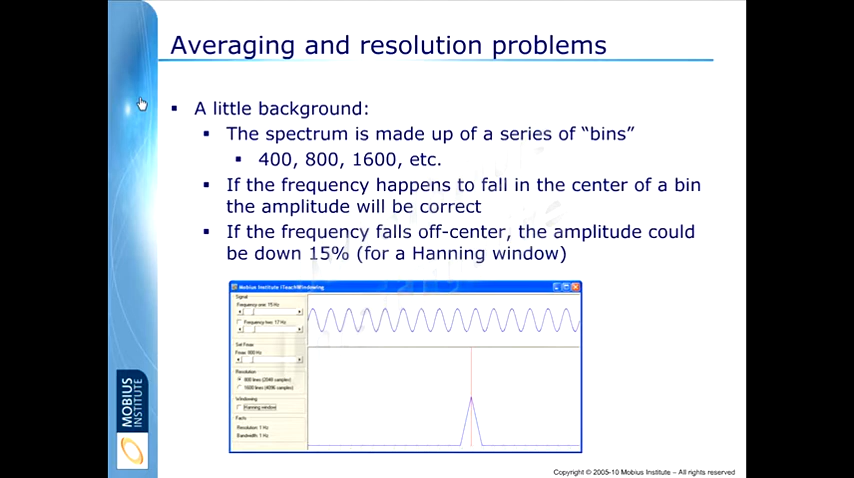 Averaging and resolution problems
A little background:
The spectrum is made up of a series of “bins”
400, 800, 1600, etc.
If the frequency happens to fall in the center of a bin
the amplitude will be correct
If the frequency falls off-center, the amplitude could
be down 15% (for a Hanning window)
Mobius Institute iTeachWindowing
Signal
Frequency one: 15 Hz
Frequency two: 17 Hz
Set Fmax
Fmax: 800 Hz
Resolution
800 lines (2048 samples)
1600 lines (4096 samples)
Windowing
Hanning window
Facts
Resolution: 1 Hz
Bandwidth: 1 Hz
MOBIUS
INSTITUTE
Copyright © 2005-10 Mobius Institute – All rights reserved